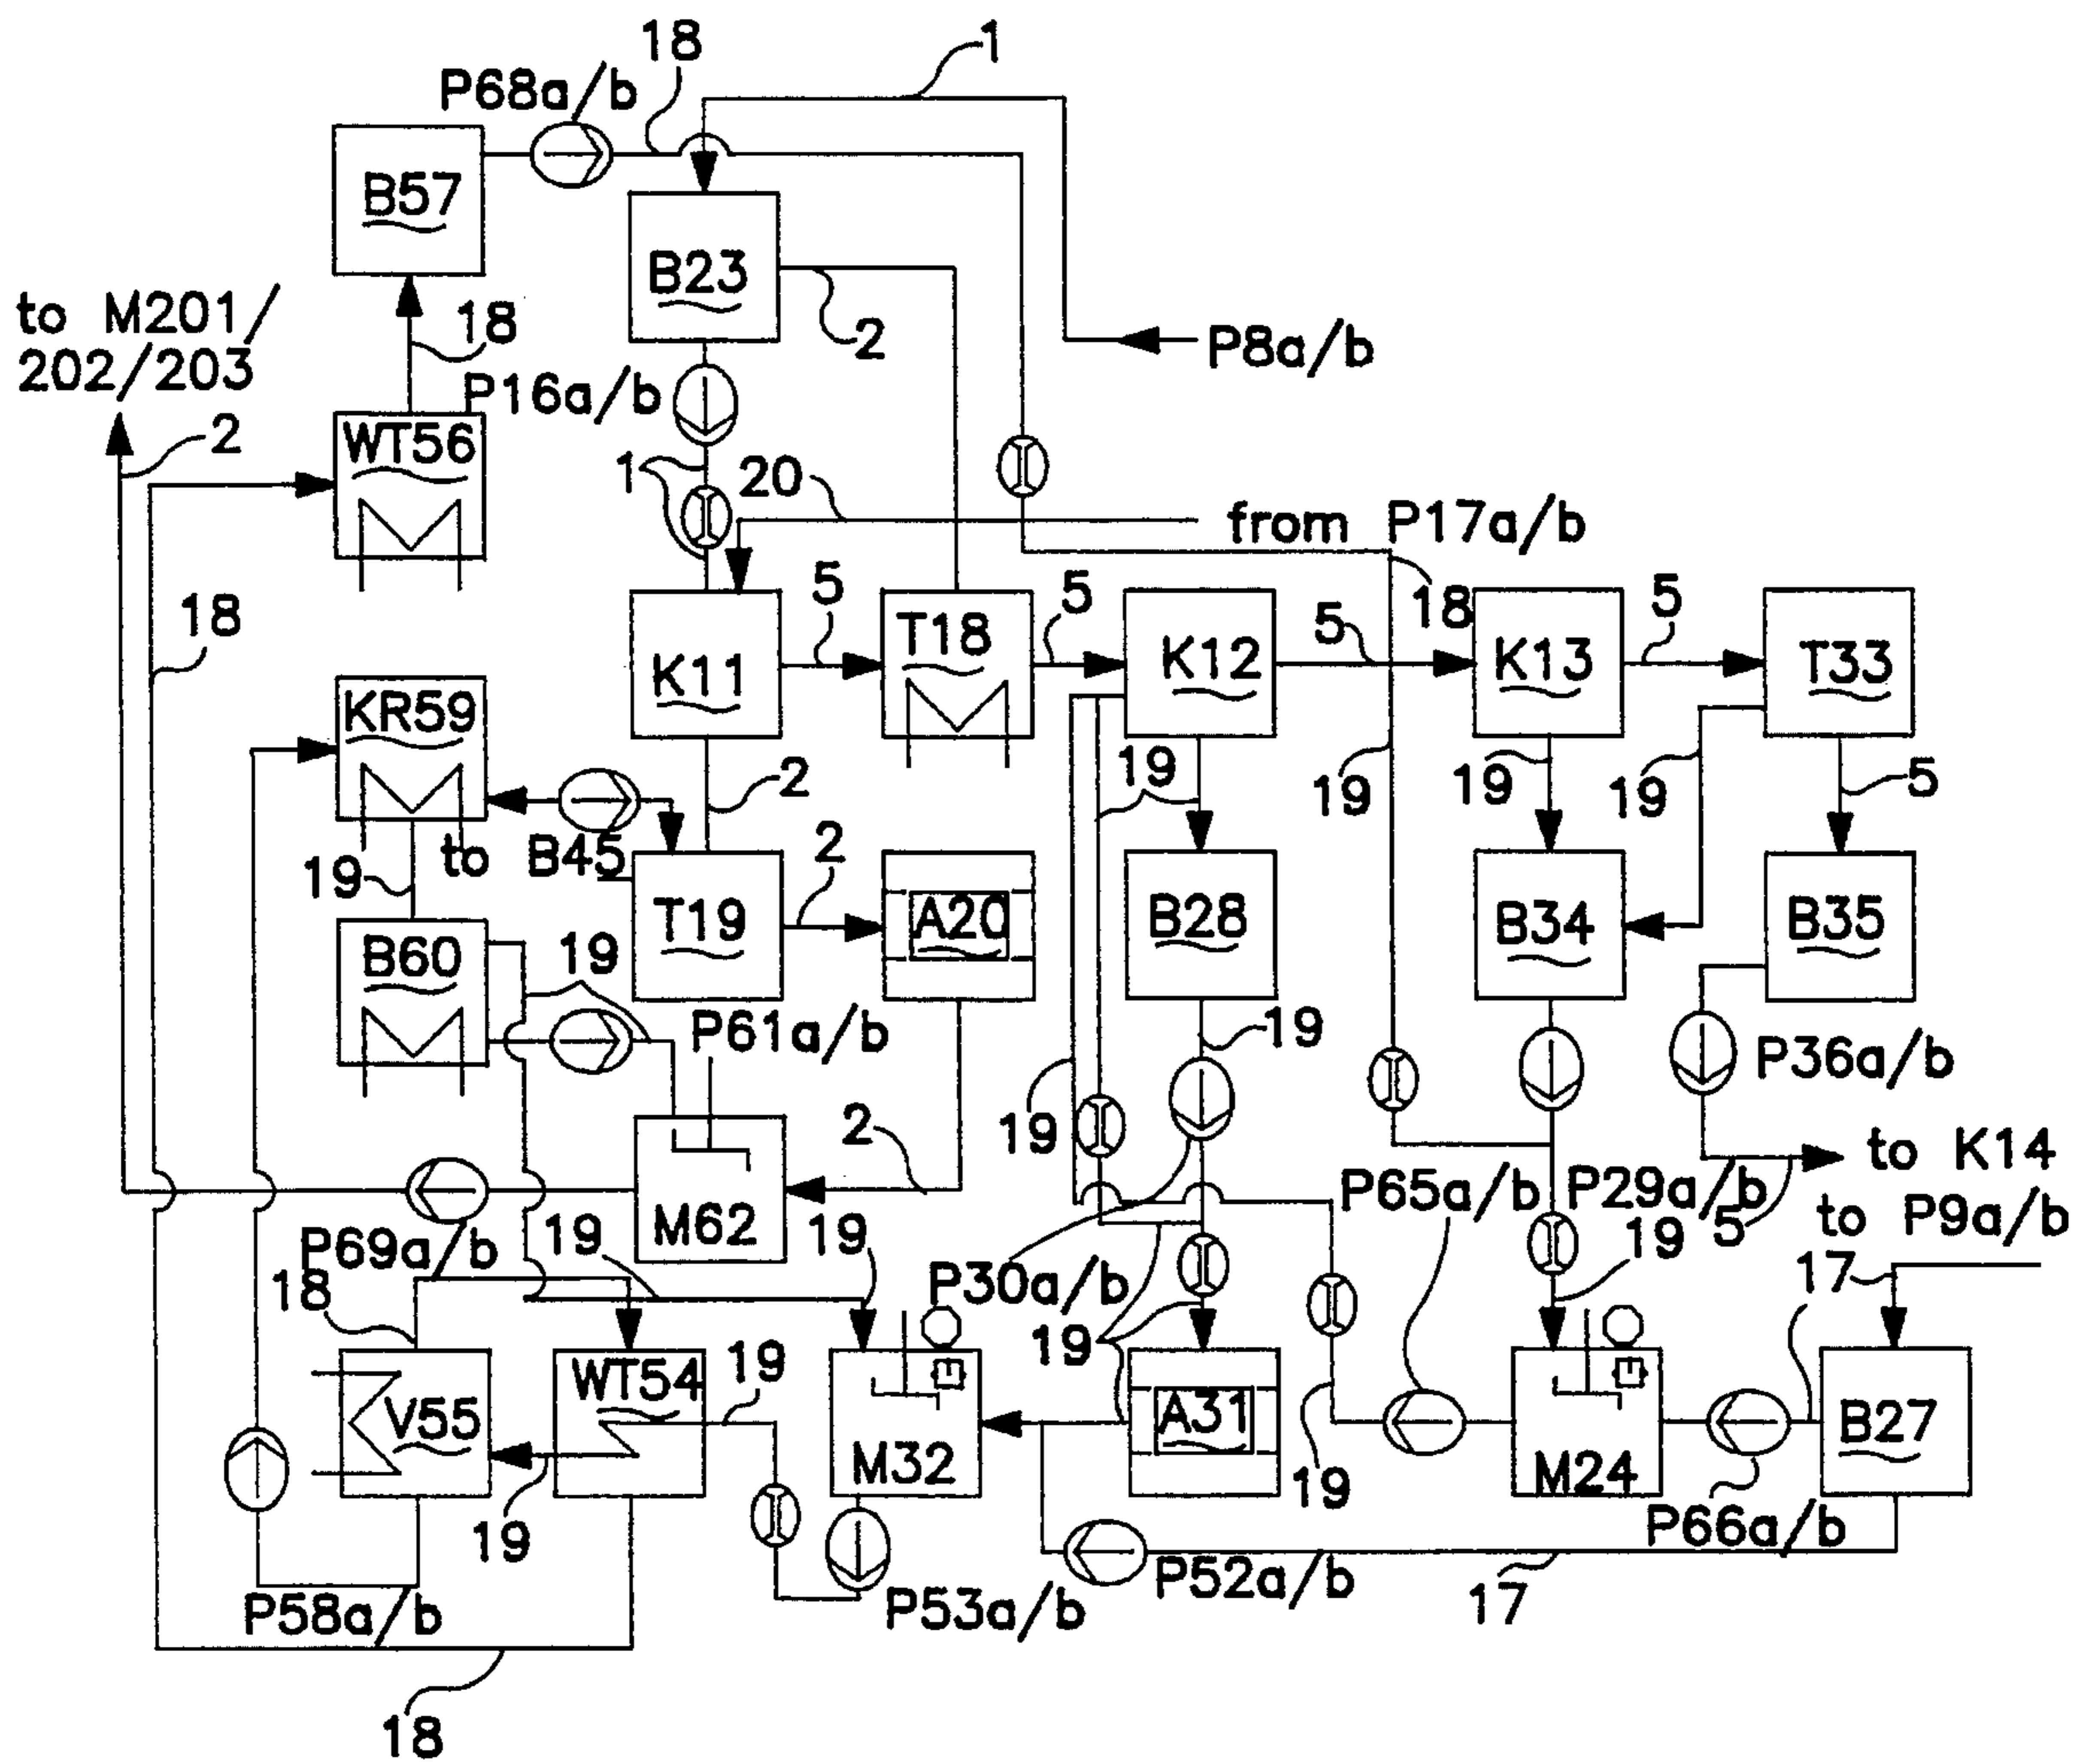 18
1
P68a/b
B57
B23
2
18
to M201/
202/203
P8a/b
P16a/b
2
WT56
1
20
from P17a/b
18
5
5
5
18
5
T18
K11
K12
K13
T33
KR59
2
19
19
19
19
5
to B45
2
19
T19
A20
B28
B34
B35
B60
19
P61a/b
19
P36a/b
19
2
to K14
P65a/b
P29a/b
to P9a/b
M62
P69a/b
19
19
19
5
17
18
P30a/b
19
19
WT54
V55
M32
A31
19
M24
B27
19
P66a/b
P58a/b
P53a/b
P52a/b
17
18